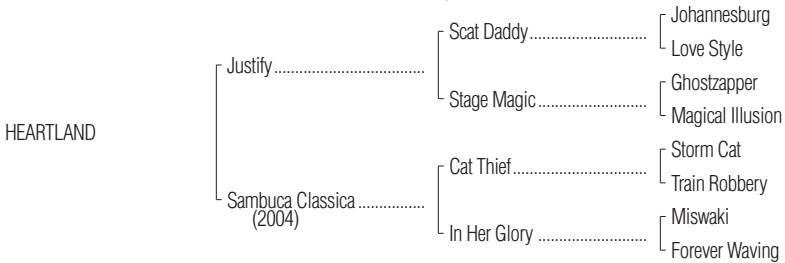 Johannesburg
Scat Daddy
Love Style
Justify
Ghostzapper
Stage Magic
Magical Illusion
HEARTLAND
Storm Cat
Cat Thief
Train Robbery
Sambuca Classica
(2004)
Miswaki
In Her Glory
Forever Waving